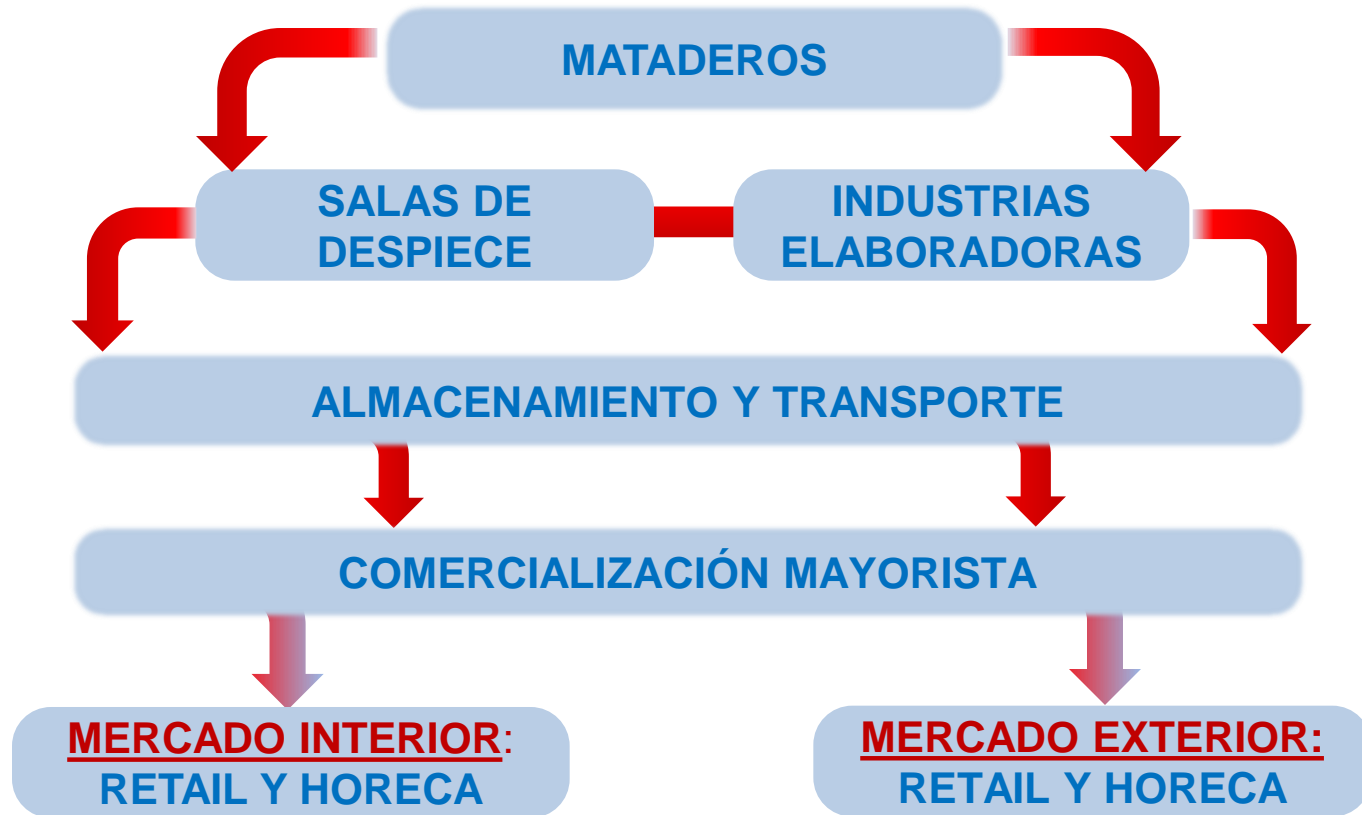 MATADEROS
SALAS DE
DESPIECE
INDUSTRIAS
ELABORADORAS
ALMACENAMIENTO Y TRANSPORTE
COMERCIALIZACIÓN MAYORISTA
MERCADO INTERIOR:
RETAIL Y HORECA
MERCADO EXTERIOR:
RETAIL Y HORECA